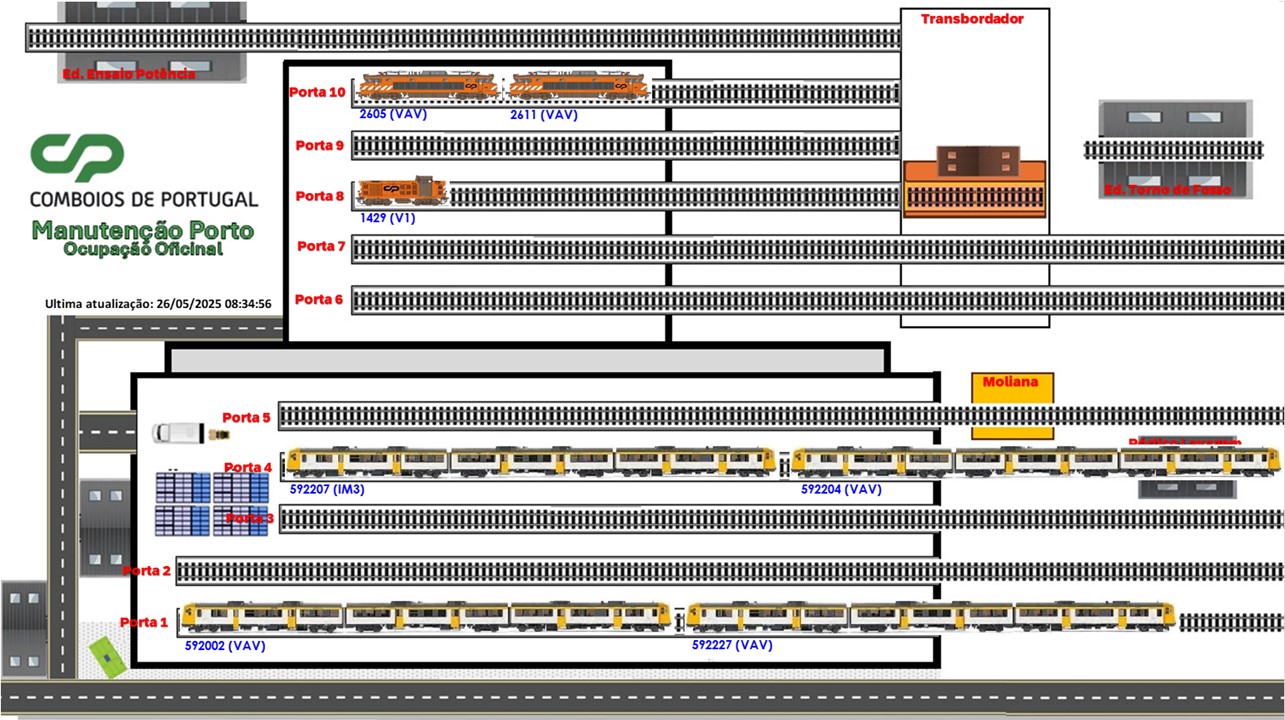 Transbordador
Ed. Ensaio Potência
Porta 10
2605 (VAV)
2611 (VAV)
Porta 9
CP
COMBOIOS DE PORTUGAL
Manutenção Porto
Ocupação Oficinal
Porta 8
1429 (V1)
Ed. Torno de Fosso
Porta 7
Porta 6
Ultima atualização: 26/05/2025 08:34:56
Moliana
Porta 5
Porta 4
592207 (IM3)
592204 (VAV)
Porta 3
Porta 2
Porta 1
592002 (VAV)
592227 (VAV)